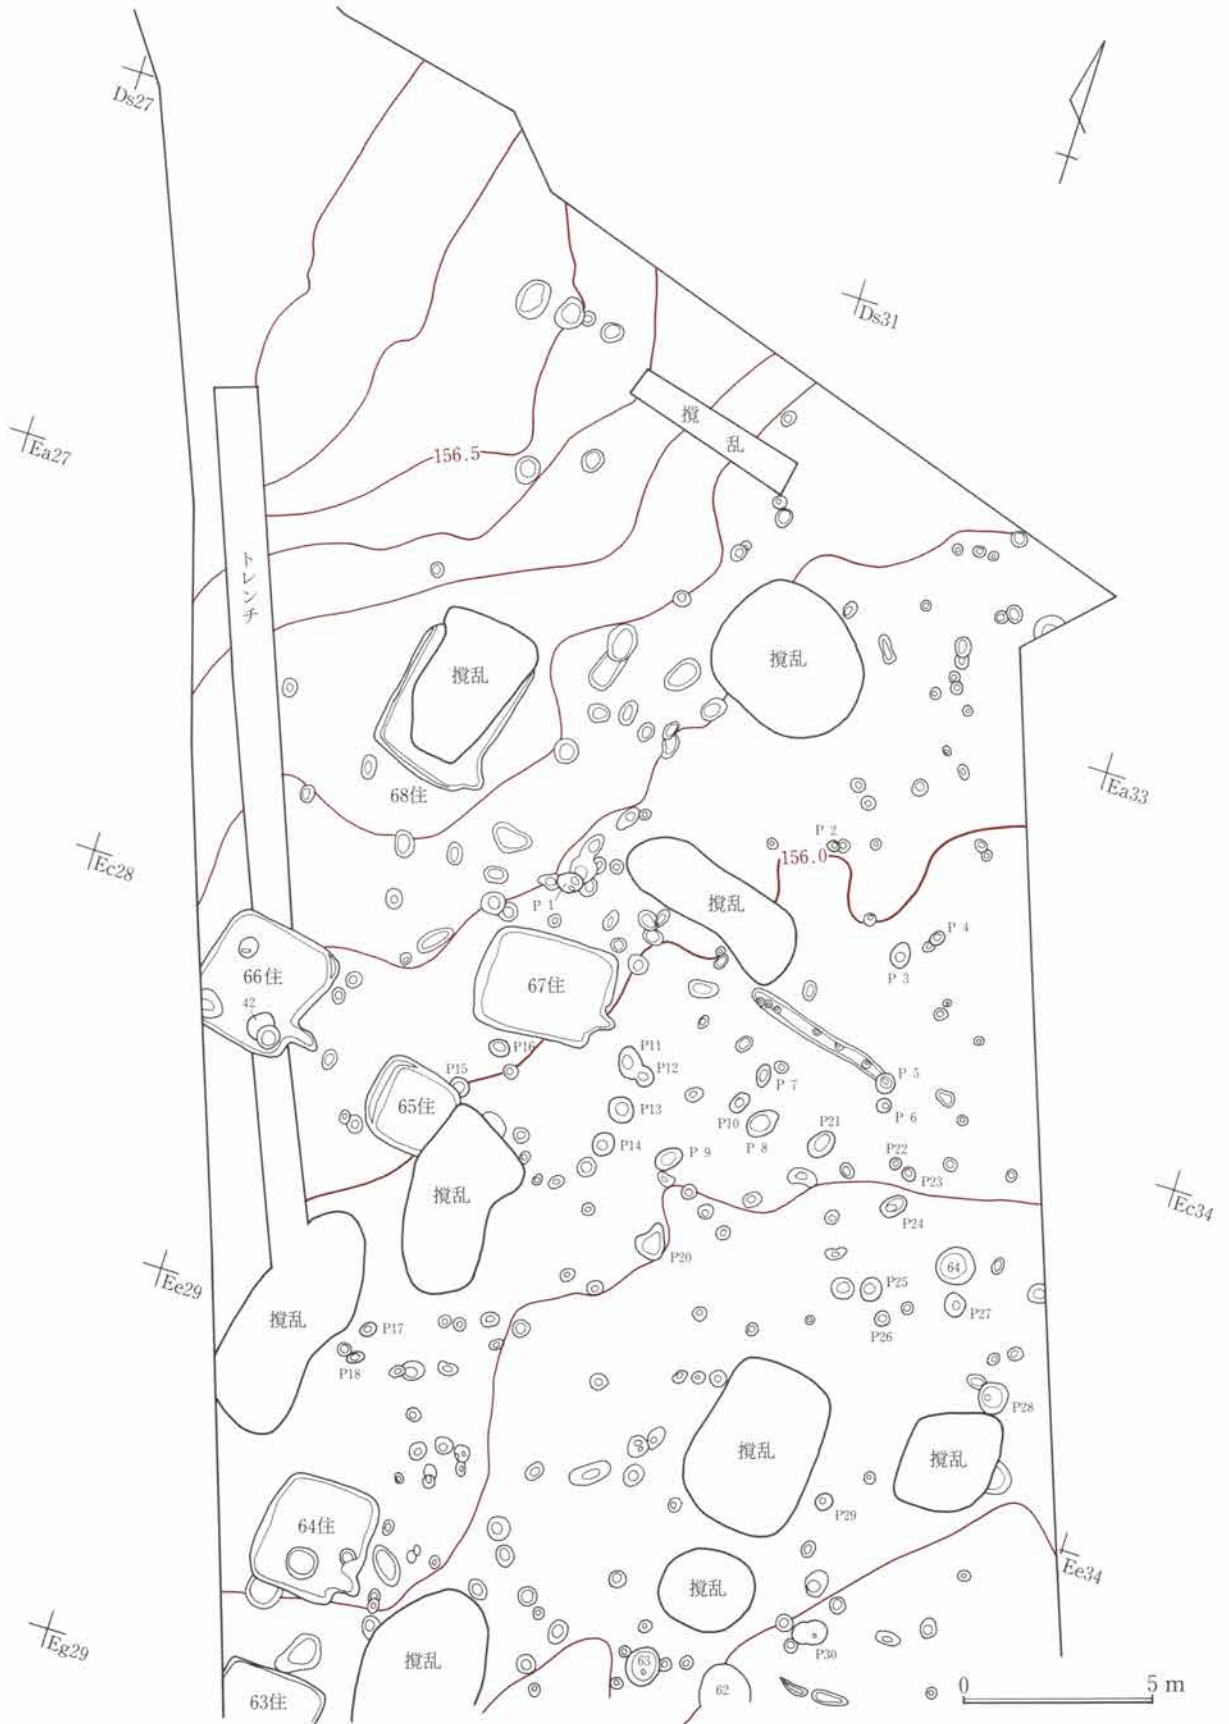 Ds27
Ds31
Ea27
撹
乱
156.5
トレンチ
撹乱
撹乱
68住
Ea33
P 2
156.0
Ec28
P 1
撹乱
P 4
66住
67住
P 3
42
P16
P11
P15
P12
P 5
P 7
65住
P13
P10
P 6
P14
P 8
P21
P 9
P22
P23
撹乱
Ec34
P24
P20
64
Ee29
P25
P27
撹乱
P17
P26
P18
P28
撹乱
撹乱
P29
64住
Ee34
撹乱
Eg29
P30
撹乱
63
62
63住
0
5 m